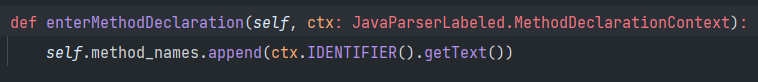 def enterMethodDeclaration(self, ctx: JavaParserLabeled.MethodDeclarationContext):
    self.method_names.append(ctx.IDENTIFIER().getText())